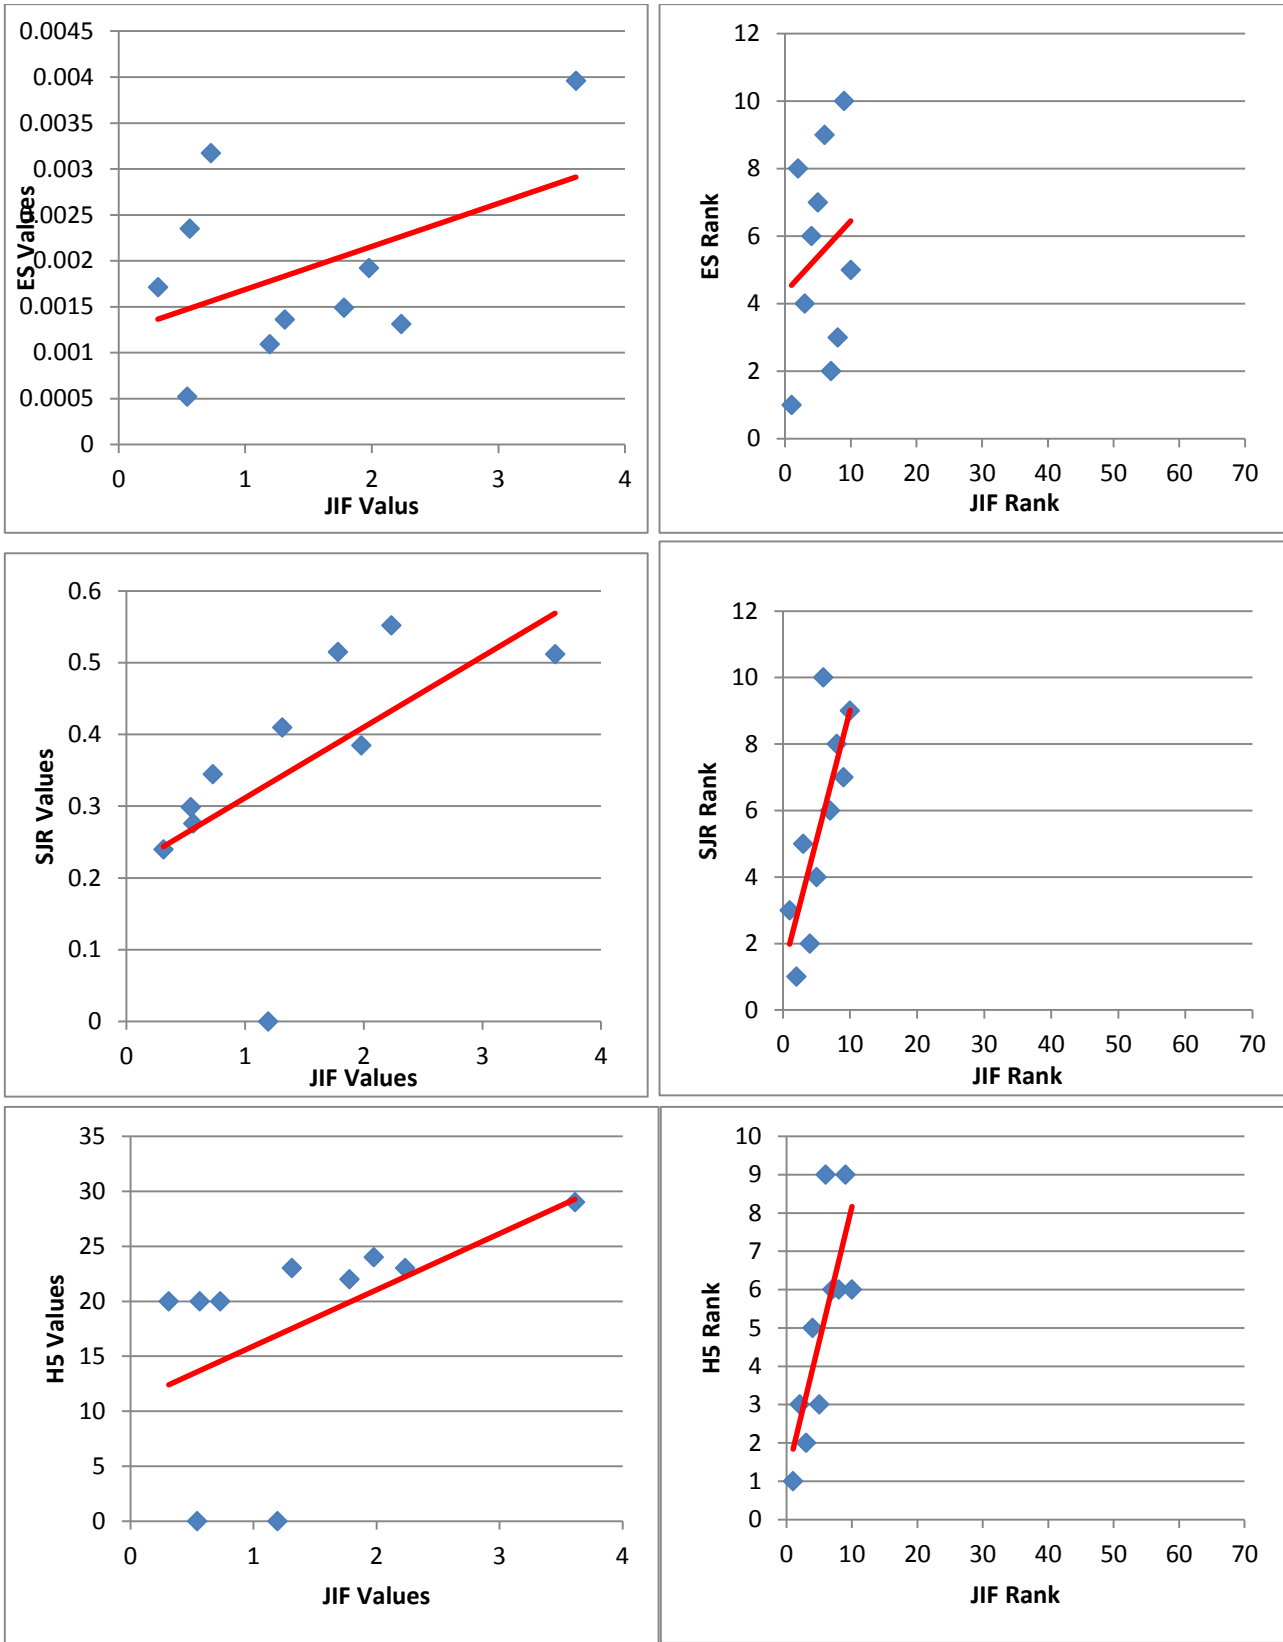 0.0045
0.004
0.0035
0.003
0.0025
0.002
0.0015
0.001
0.0005
0
ES Values
0 1 2 3 4
JIF Valus
12
10
8
6
4
2
0
ES Rank
0 10 20 30 40 50 60 70
JIF Rank
0.6
0.5
0.4
0.3
0.2
0.1
0
SJR Values
0 1 2 3 4
JIF Values
12
10
8
6
4
2
0
SJR Rank
0 10 20 30 40 50 60 70
JIF Rank
35
30
25
20
15
10
5
0
H5 Values
0 1 2 3 4
JIF Values
10
9
8
7
6
5
4
3
2
1
0
H5 Rank
0 10 20 30 40 50 60 70
JIF Rank